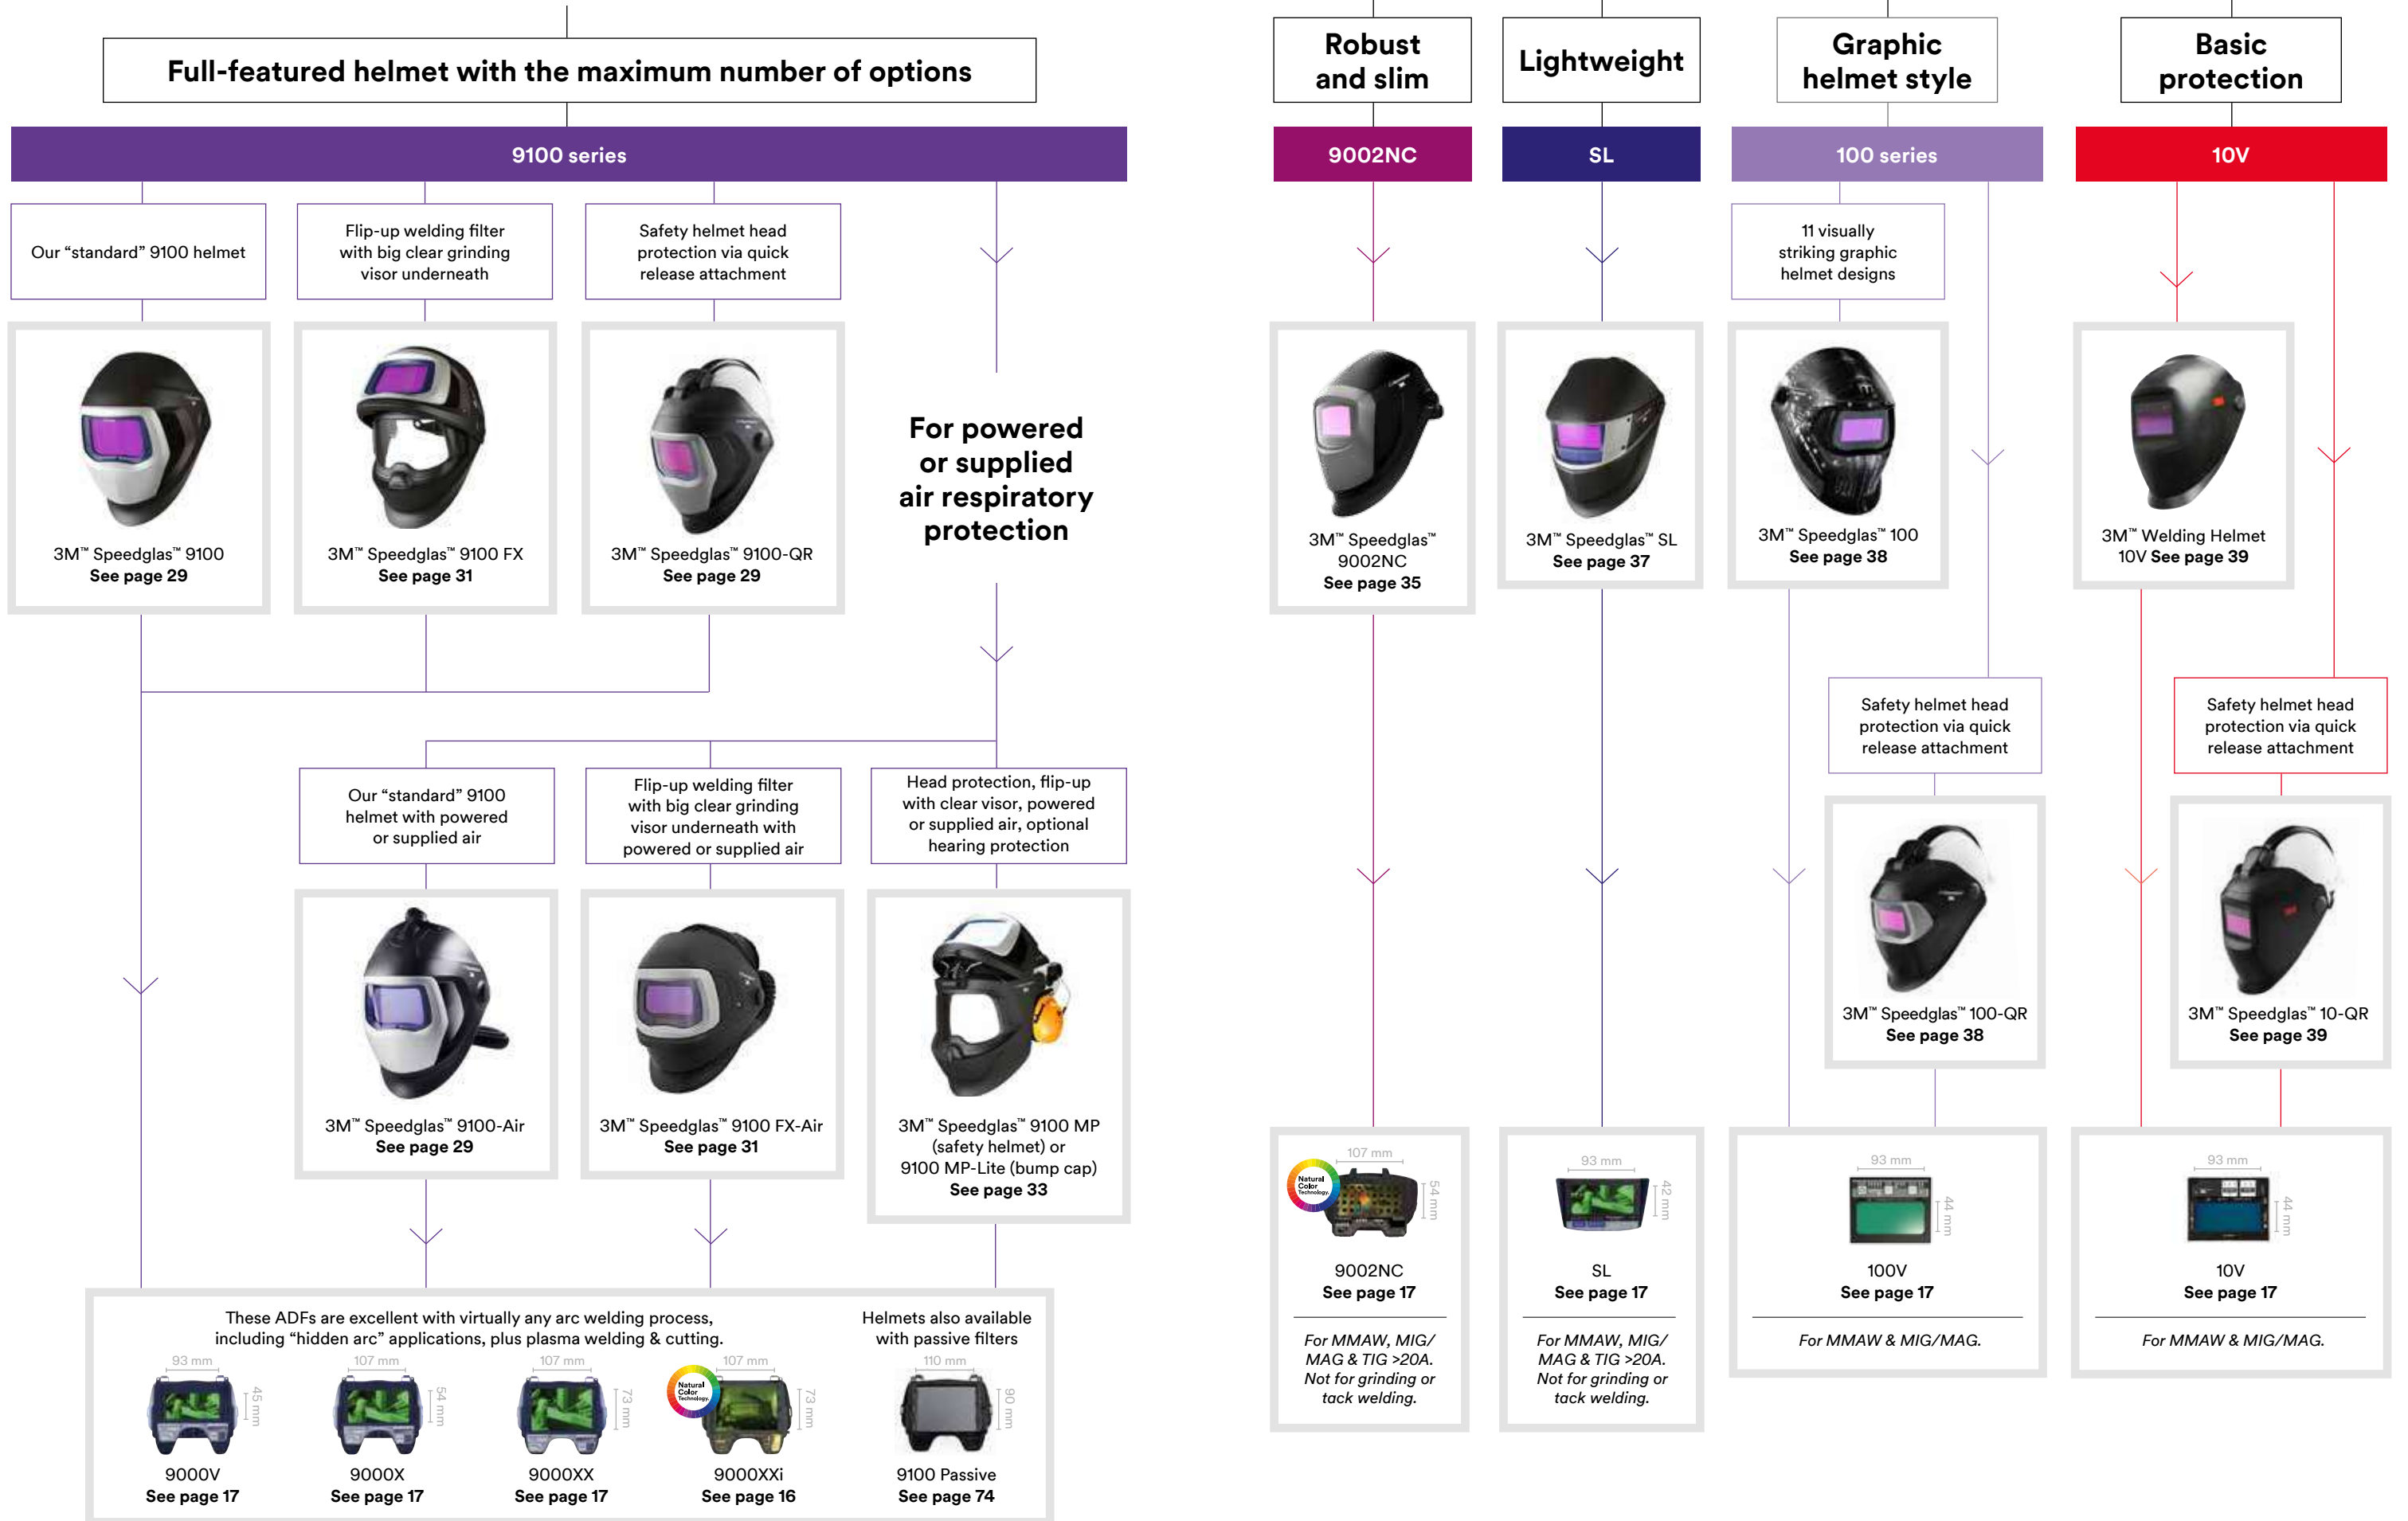 Full-featured helmet with the maximum number of options
9100 series
Our “standard” 9100 helmet
Flip-up welding filter
with big clear grinding
visor underneath
Safety helmet head
protection via quick
release attachment
3M™ Speedglas™ 9100
See page 29
3M™ Speedglas™ 9100 FX
See page 31
3M™ Speedglas™ 9100-QR
See page 29
For powered
or supplied
air respiratory
protection
Our “standard” 9100
helmet with powered
or supplied air
Flip-up welding filter
with big clear grinding
visor underneath with
powered or supplied air
Head protection, flip-up
with clear visor, powered
or supplied air, optional
hearing protection
3M™ Speedglas™ 9100-Air
See page 29
3M™ Speedglas™ 9100 FX-Air
See page 31
3M™ Speedglas™ 9100 MP
(safety helmet) or
9100 MP-Lite (bump cap)
See page 33
These ADFs are excellent with virtually any arc welding process,
including “hidden arc” applications, plus plasma welding & cutting.
Helmets also available
with passive filters
93 mm
45 mm
9000V
See page 17
107 mm
54 mm
9000X
See page 17
107 mm
73 mm
9000XX
See page 17
Natural
Color
Technology.
107 mm
73 mm
9000XXi
See page 16
110 mm
90 mm
9100 Passive
See page 74
Robust
and slim
9002NC
3M™ Speedglas™
9002NC
See page 35
Natural
Color
Technology.
107 mm
54 mm
9002NC
See page 17
For MMAW, MIG/
MAG & TIG >20A.
Not for grinding or
tack welding.
Lightweight
SL
3M™ Speedglas™ SL
See page 37
93 mm
42 mm
SL
See page 17
For MMAW, MIG/
MAG & TIG >20A.
Not for grinding or
tack welding.
Graphic
helmet style
100 series
11 visually
striking graphic
helmet designs
3M™ Speedglas™ 100
See page 38
Safety helmet head
protection via quick
release attachment
3M™ Speedglas™ 100-QR
See page 38
93 mm
44 mm
100V
See page 17
For MMAW & MIG/MAG.
Basic
protection
10V
3M™ Welding Helmet
10V See page 39
Safety helmet head
protection via quick
release attachment
3M™ Speedglas™ 10-QR
See page 39
93 mm
44 mm
10V
See page 17
For MMAW & MIG/MAG.